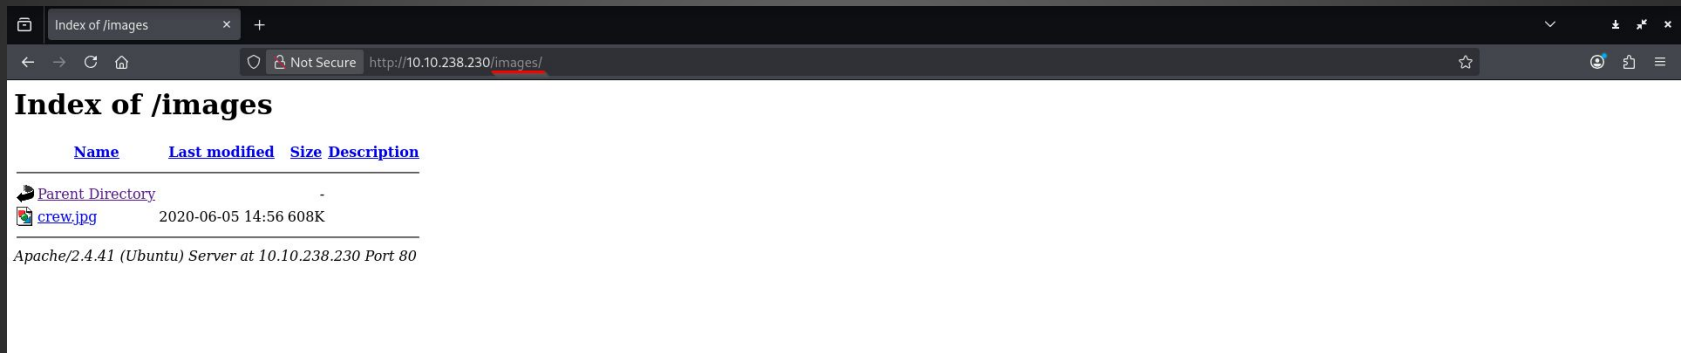 Index of /images
Not Secure http://10.10.238.230/images/
Index of /images
Name Last modified Size Description
Parent Directory -
crew.jpg 2020-06-05 14:56 608K
Apache/2.4.41 (Ubuntu) Server at 10.10.238.230 Port 80